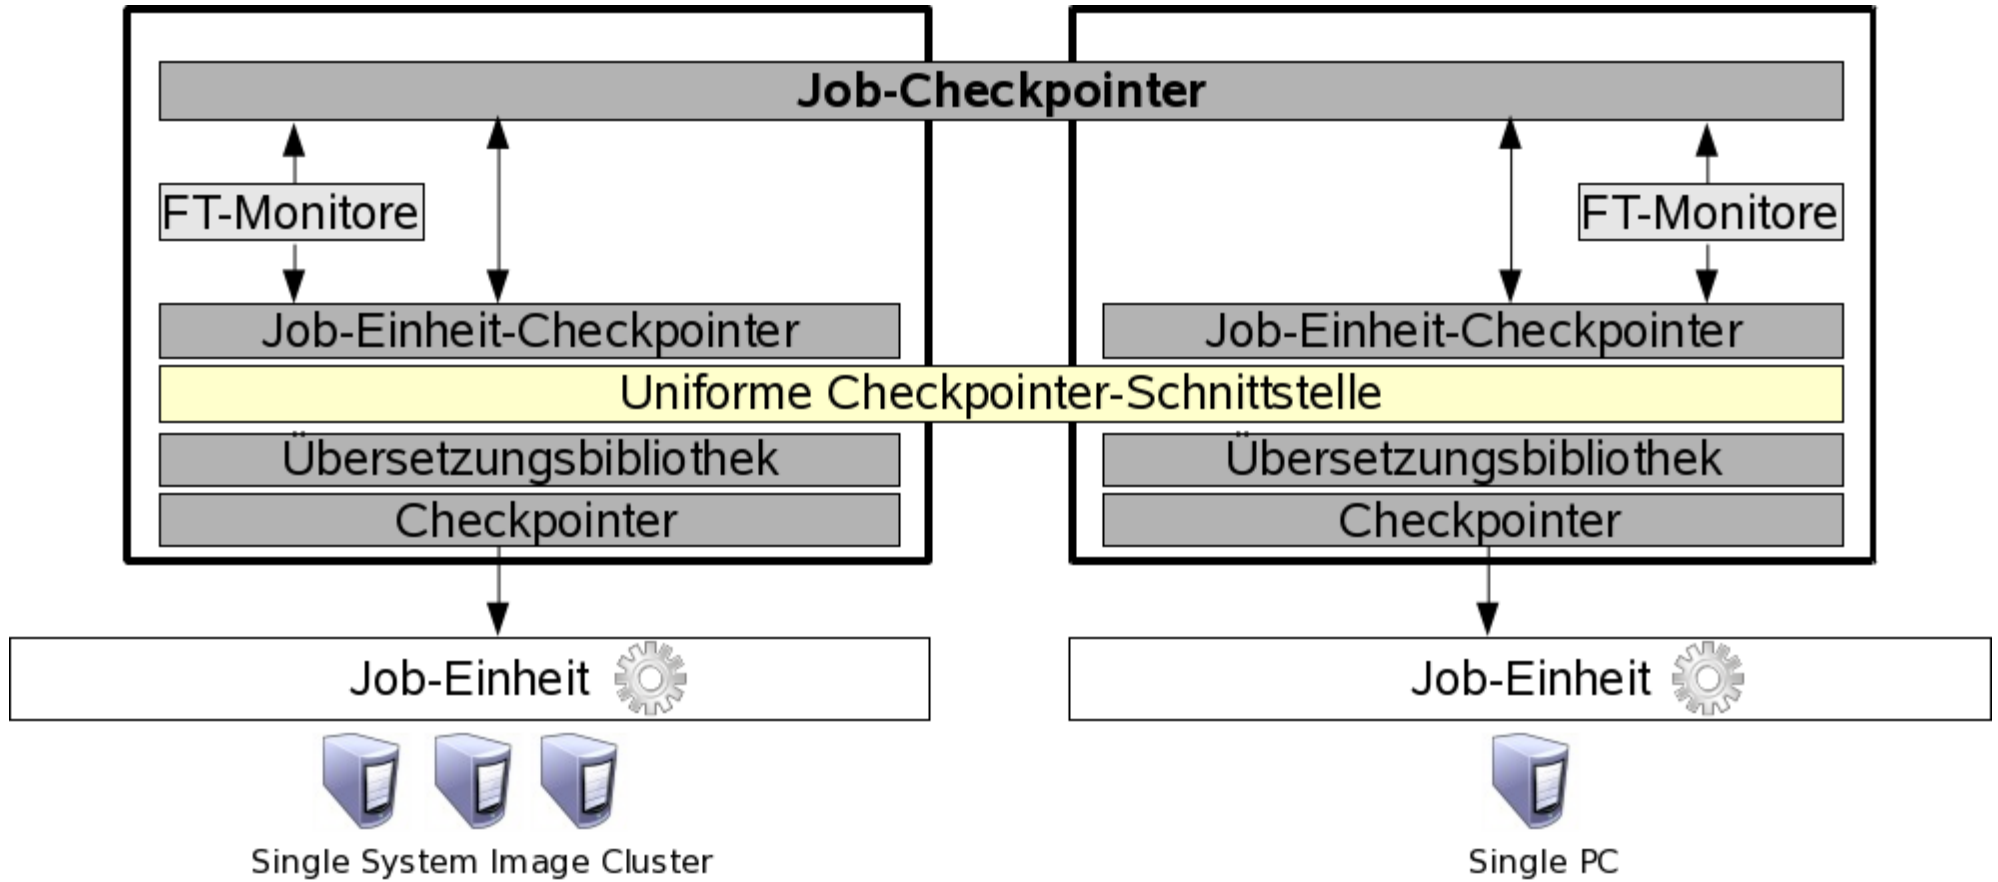 Job-Checkpointer
FT-Monitore
FT-Monitore
Job-Einheit-Checkpointer
Job-Einheit-Checkpointer
Uniforme Checkpointer-Schnittstelle
Übersetzungsbibliothek
Übersetzungsbibliothek
Checkpointer
Checkpointer
Job-Einheit
Job-Einheit
Single System Image Cluster
Single PC